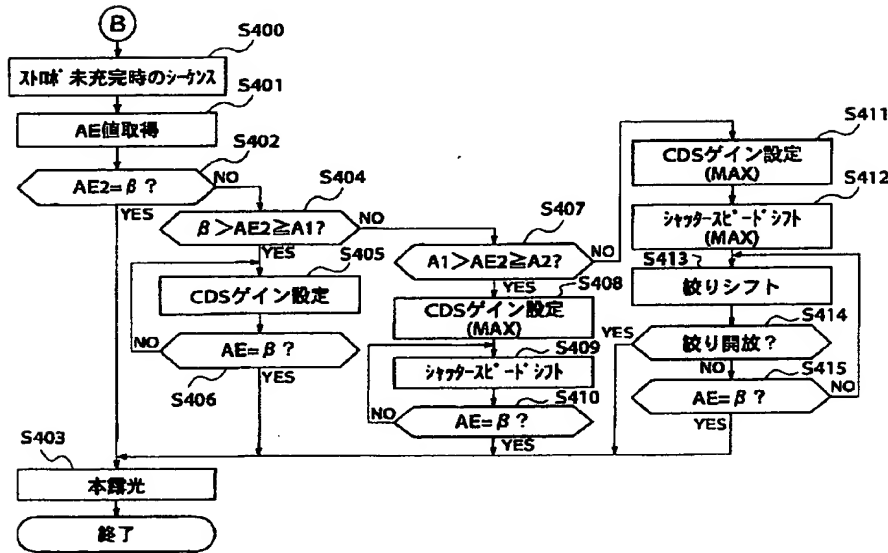 B
S400
ｽﾄﾛﾎﾞ未充完時のｼｰｹﾝｽ
S401
AE値取得
S402
AE2=β？
NO
YES
S404
β＞AE2≧A1?
NO
YES
S405
CDSゲイン設定
AE=β？
NO
YES
S406
S407
A1＞AE2≧A2?
NO
YES
S408
CDSゲイン設定
(MAX)
S409
ｼｬｯﾀｰｽﾋﾟｰﾄﾞｼﾌﾄ
S410
AE=β？
NO
YES
S411
CDSゲイン設定
(MAX)
S412
ｼｬｯﾀｰｽﾋﾟｰﾄﾞｼﾌﾄ
(MAX)
S413
絞りシフト
S414
絞り開放？
YES
NO
S415
AE=β？
NO
YES
S403
本露光
終了